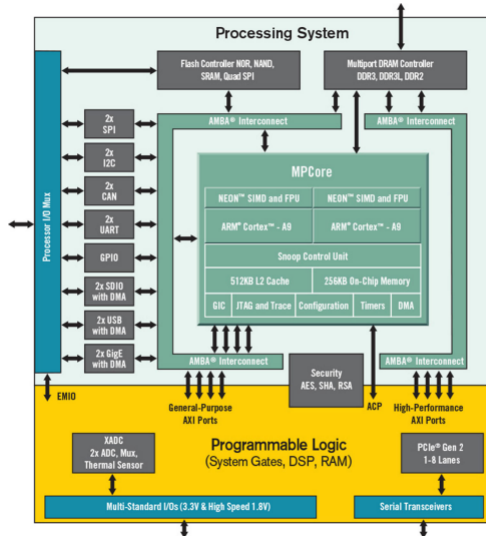 Processing System
Flash Controller NOR, NAND,
SRAM, Quad SPI
Multiport DRAM Controller
DDR3, DDR3L, DDR2
Processor I/O Mux
2x
SPI
2x
I2C
2x
CAN
2x
UART
GPIO
2x SDIO
with DMA
2x USB
with DMA
2x GigE
with DMA
AMBA® Interconnect
AMBA® Interconnect
MPCore
NEON™ SIMD and FPU
NEON™ SIMD and FPU
ARM® Cortex™ - A9
ARM® Cortex™ - A9
Snoop Control Unit
512KB L2 Cache
256KB On-Chip Memory
GIC
JTAG and Trace
Configuration
Timers
DMA
AMBA® Interconnect
AMBA® Interconnect
Security
AES, SHA, RSA
EMIO
General-Purpose
AXI Ports
ACP
High-Performance
AXI Ports
XADC
2x ADC, Mux,
Thermal Sensor
Programmable Logic
(System Gates, DSP, RAM)
PCIe® Gen 2
1-8 Lanes
Multi-Standard I/Os (3.3V & High Speed 1.8V)
Serial Transceivers